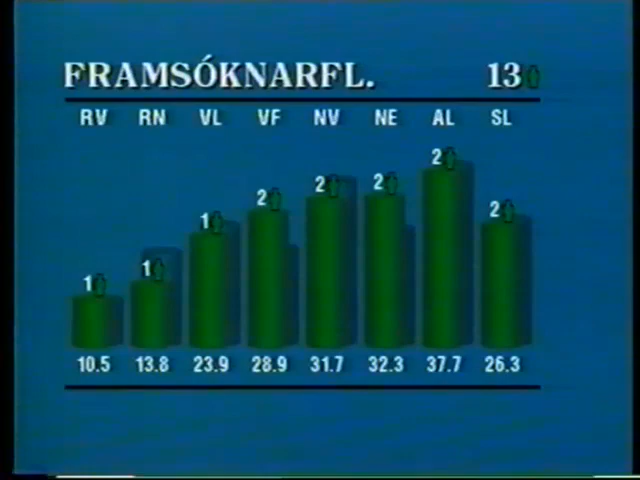 FRAMSÓKNARFL. 13
RV RN VL VF NV NE AL SL
1 1 1 2 2 2 2 2
10.5 13.8 23.9 28.9 31.7 32.3 37.7 26.3